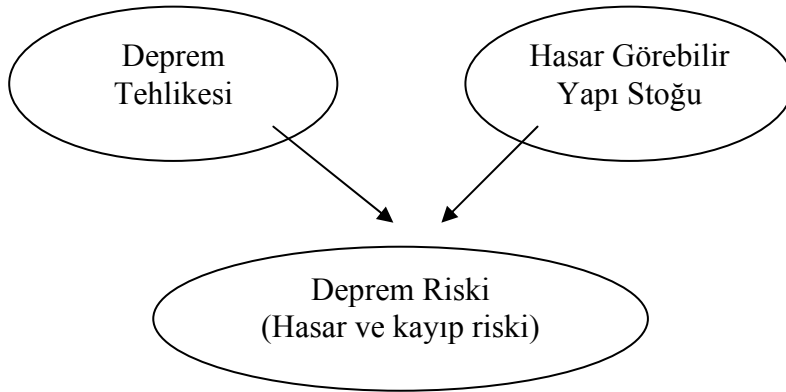 Deprem
Tehlikesi
Hasar Görebilir
Yapı Stoğu
Deprem Riski
(Hasar ve kayıp riski)